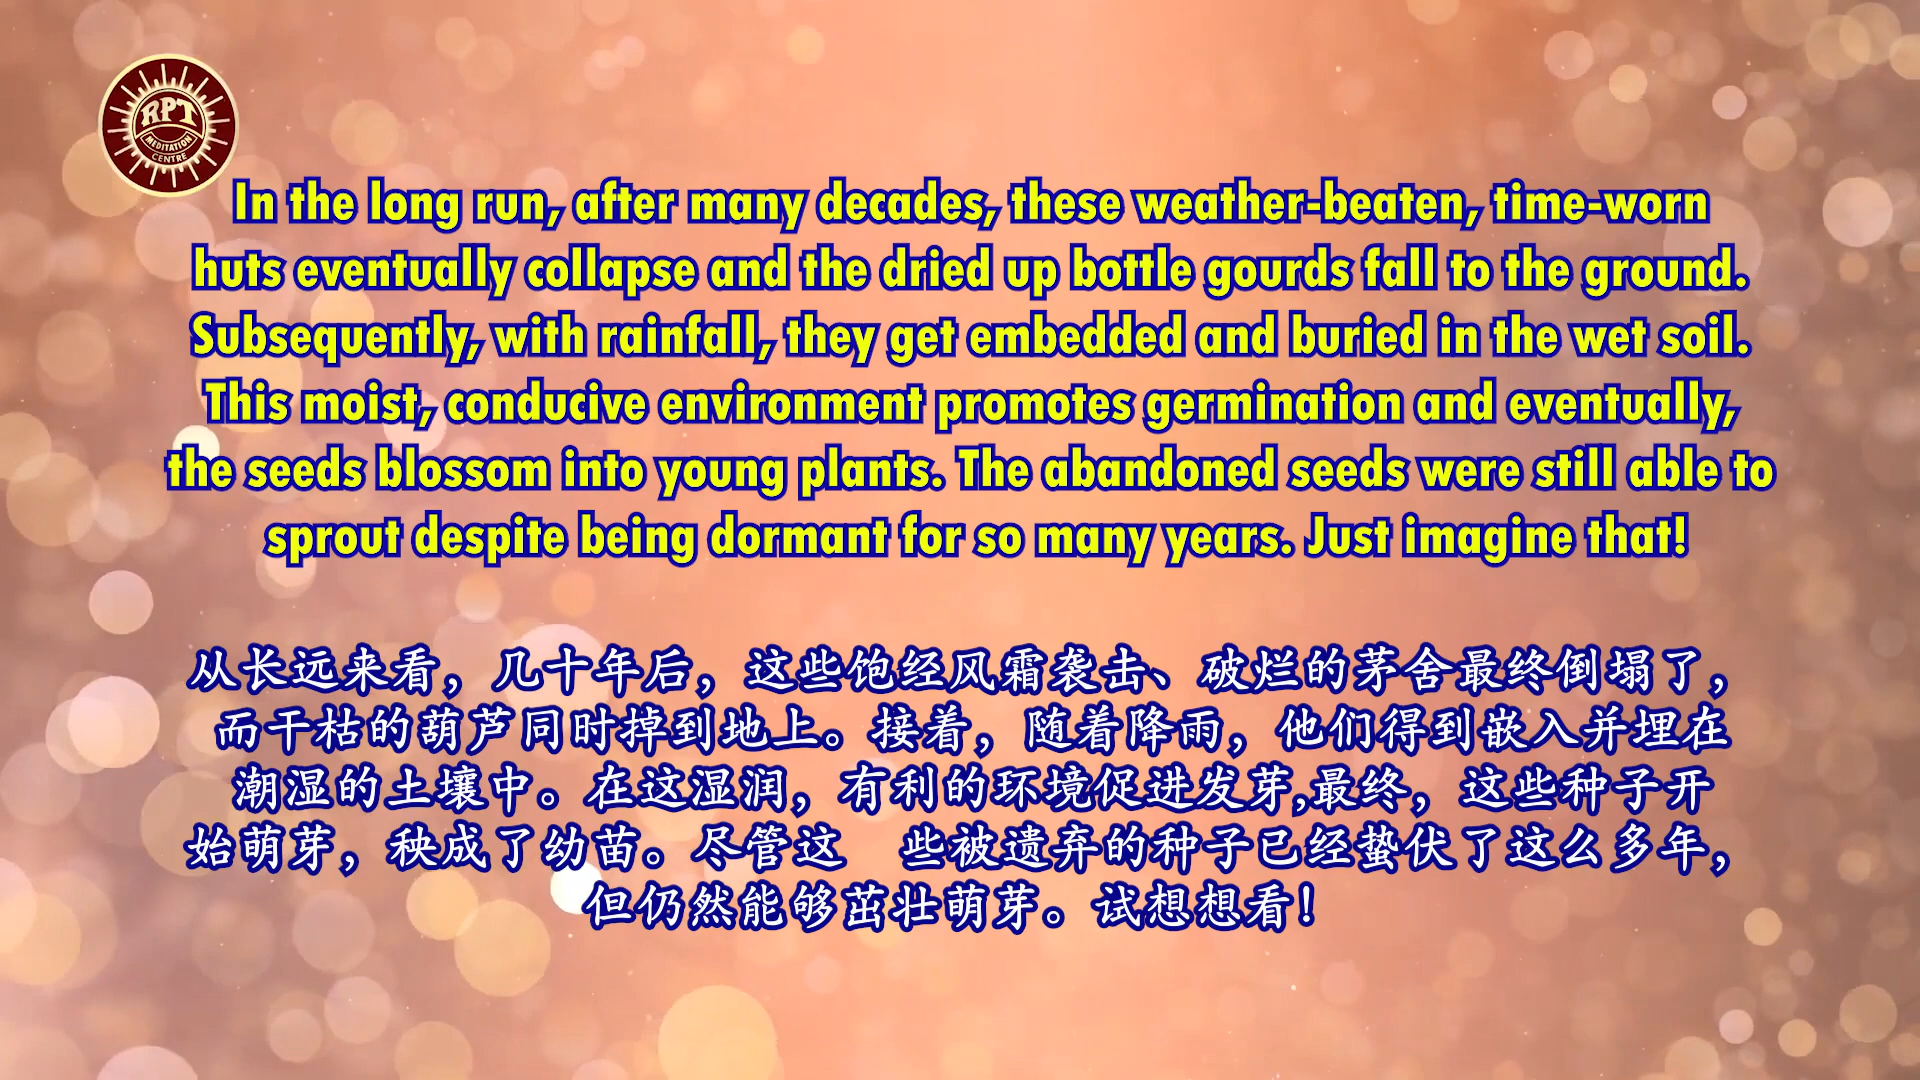 RPT
MEDITATION
CENTRE
In the long run, after many decades, these weather-beaten, time-worn
huts eventually collapse and the dried up bottle gourds fall to the ground.
Subsequently, with rainfall, they get embedded and buried in the wet soil.
This moist, conducive environment promotes germination and eventually,
the seeds blossom into young plants. The abandoned seeds were still able to
sprout despite being dormant for so many years. Just imagine that!
从长远来看，几十年后，这些饱经风霜袭击、破烂的茅舍最终倒塌了，
而干枯的葫芦同时掉到地上。接着，随着降雨，他们得到嵌入并埋在
潮湿的土壤中。在这湿润，有利的环境促进发芽,最终，这些种子开
始萌芽，秧成了幼苗。尽管这 些被遗弃的种子已经蛰伏了这么多年，
但仍然能够茁壮萌芽。试想想看！